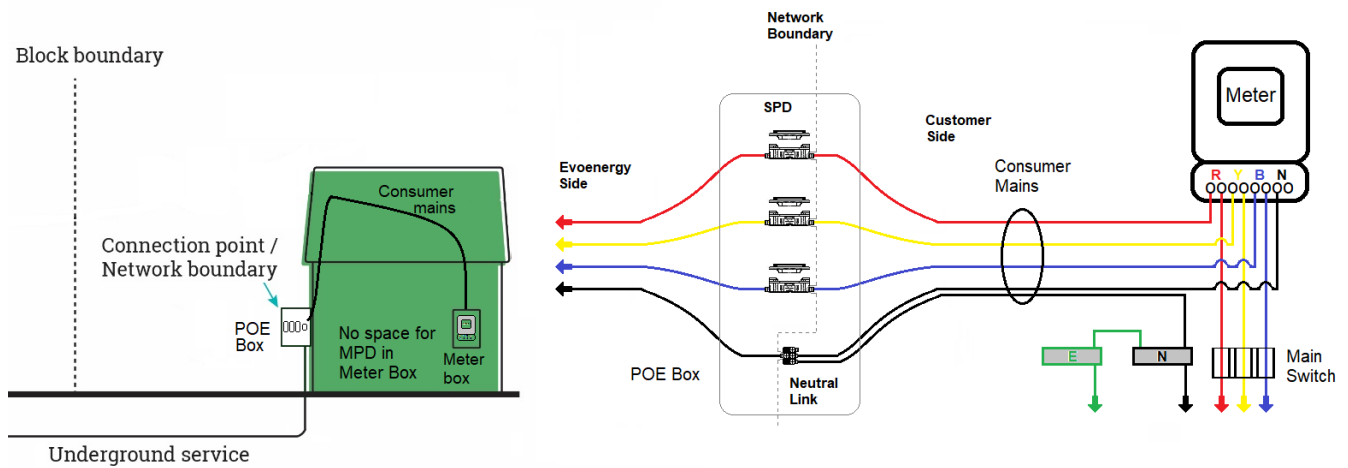 Block boundary
Consumer
mains
Connection point /
Network boundary
POE
Box
No space for
MPD in
Meter Box
Meter
box
Underground service
Network
Boundary
SPD
Customer
Side
Evoenergy
Side
Consumer
Mains
Meter
R Y B N
POE Box
Neutral
Link
E
N
Main
Switch